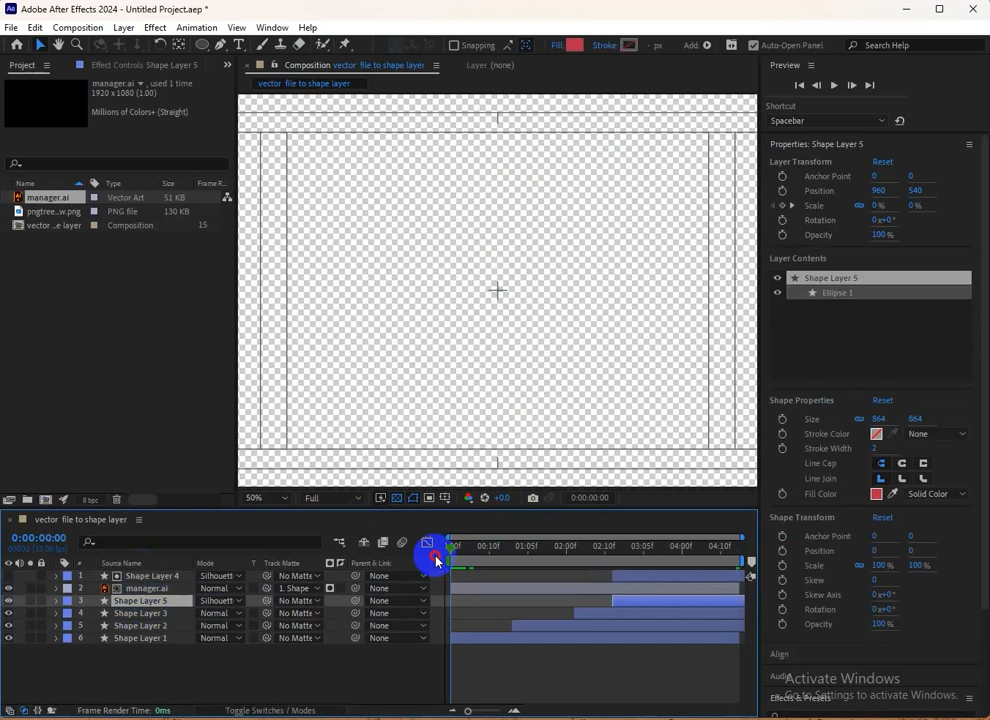 Adobe After Effects 2024 - Untitled Project.aep *
File Edit Composition Layer Effect Animation View Window Help
Snapping Fill: Stroke: - px Add: Auto-Open Panel Search Help
Project Effect Controls Shape Layer 5 Composition vector file to shape layer Layer (none) Preview
manager.ai , used 1 time
1920 x 1080 (1.00)
Millions of Colors+ (Straight)
vector file to shape layer
Shortcut
Spacebar
Properties: Shape Layer 5
Layer Transform Reset
Anchor Point 0 0
Position 960 540
Scale 0 % 0 %
Rotation 0x+0°
Opacity 100 %
Name Type Size Frame R...
manager.ai Vector Art 51 KB
pngtree...w.png PNG file 130 KB
vector ...e layer Composition 15
Layer Contents
Shape Layer 5
Ellipse 1
Shape Properties Reset
Size 864 864
Stroke Color None
Stroke Width 2
Line Cap
Line Join
Fill Color Solid Color
8 bpc
50% Full +0.0 0:00:00:00
Shape Transform Reset
Anchor Point 0 0
Position 0 0
Scale 100 % 100 %
Skew 0
Skew Axis 0x+0°
Rotation 0x+0°
Opacity 100 %
Align
vector file to shape layer
0:00:00:00
00000 (15.00 fps)
00f 00:10f 01:05f 02:00f 02:10f 03:05f 04:00f 04:10f
# Source Name Mode T Track Matte Parent & Link
1 Shape Layer 4 Silhouett No Matte None
2 manager.ai Normal 1. Shape None
3 Shape Layer 5 Silhouett No Matte None
4 Shape Layer 3 Normal No Matte None
5 Shape Layer 2 Normal No Matte None
6 Shape Layer 1 Normal No Matte None
Activate Windows
Go to Settings to activate Windows.
Effects & Presets
Frame Render Time: 0ms Toggle Switches / Modes